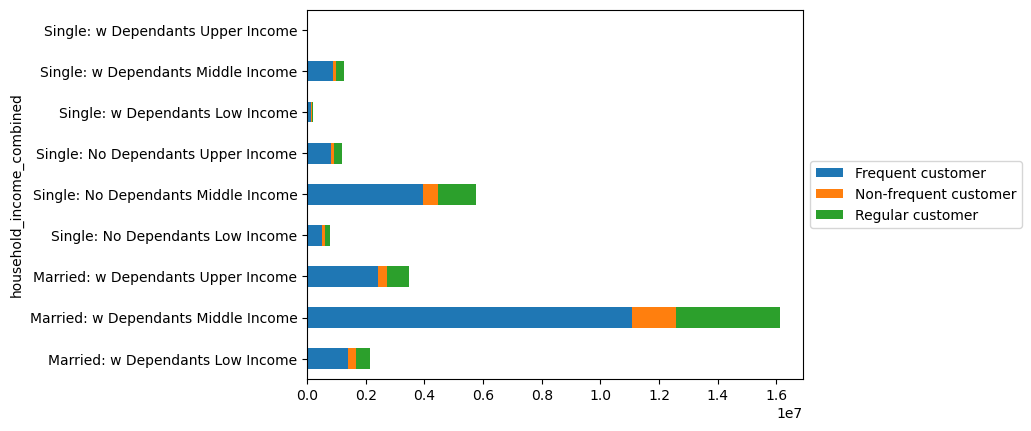 household_income_combined
Single: w Dependants Upper Income
Single: w Dependants Middle Income
Single: w Dependants Low Income
Single: No Dependants Upper Income
Single: No Dependants Middle Income
Single: No Dependants Low Income
Married: w Dependants Upper Income
Married: w Dependants Middle Income
Married: w Dependants Low Income
0.0 0.2 0.4 0.6 0.8 1.0 1.2 1.4 1.6
1e7
Frequent customer
Non-frequent customer
Regular customer